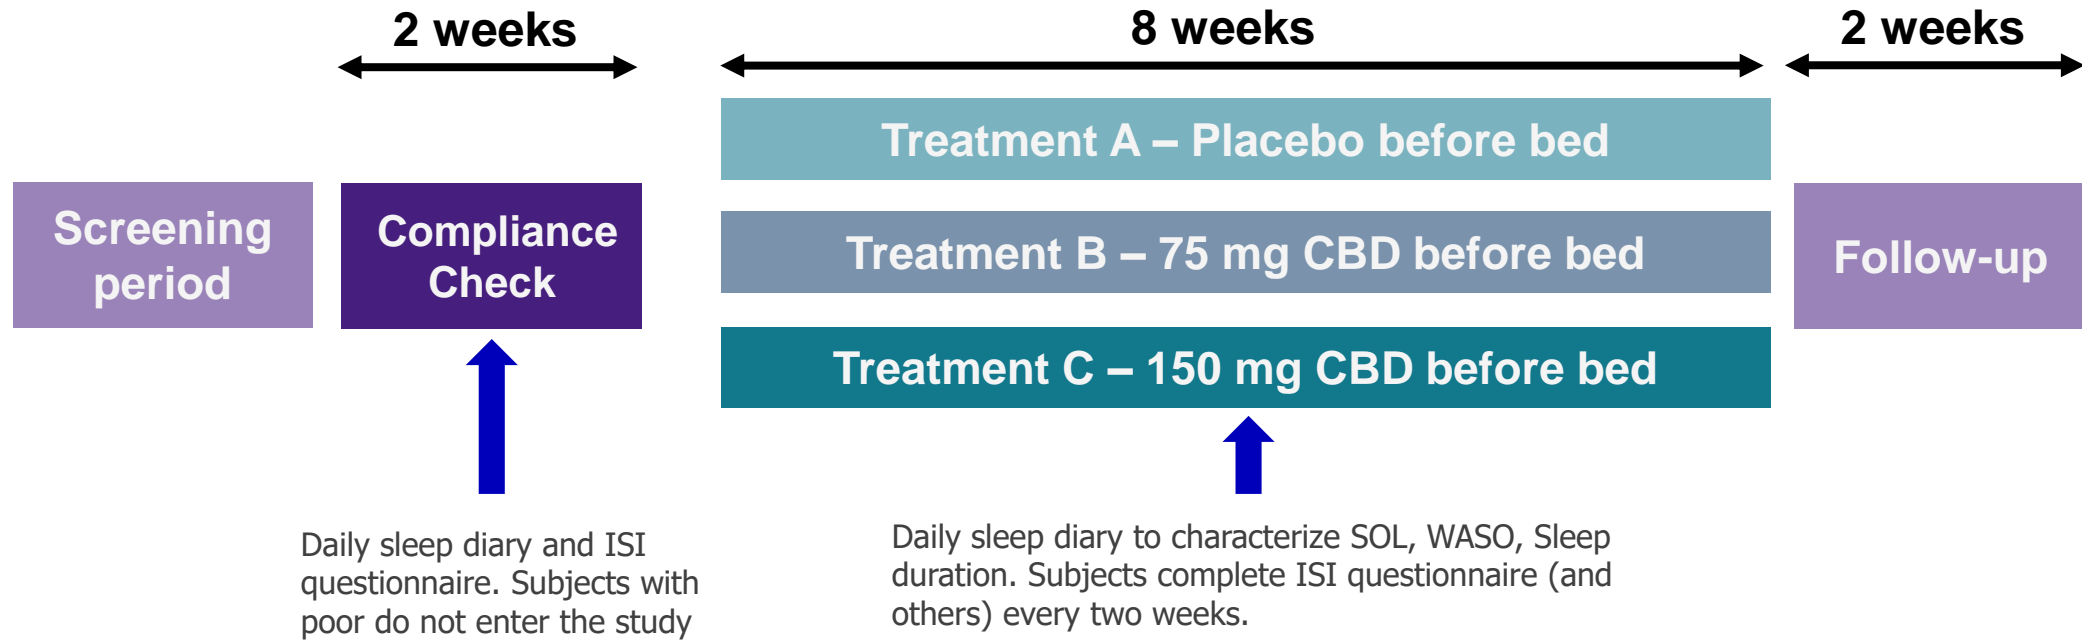 2 weeks
8 weeks
2 weeks
Screening
period
Compliance
Check
Treatment A – Placebo before bed
Treatment B – 75 mg CBD before bed
Treatment C – 150 mg CBD before bed
Follow-up
Daily sleep diary and ISI
questionnaire. Subjects with
poor do not enter the study
Daily sleep diary to characterize SOL, WASO, Sleep
duration. Subjects complete ISI questionnaire (and
others) every two weeks.